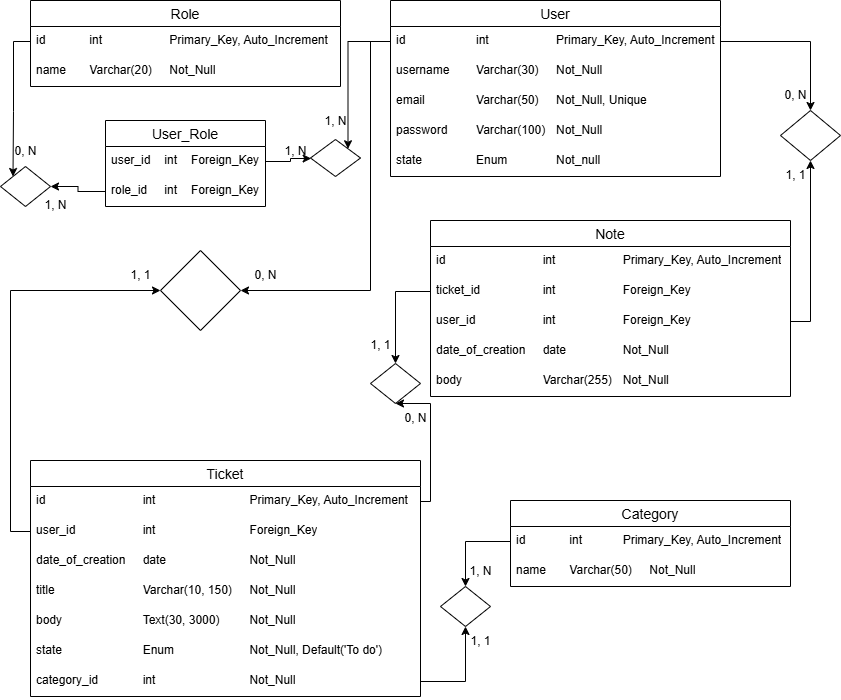 Role
id int Primary_Key, Auto_Increment
name Varchar(20) Not_Null
User
id int Primary_Key, Auto_Increment
username Varchar(30) Not_Null
email Varchar(50) Not_Null, Unique
password Varchar(100) Not_Null
state Enum Not_null
0, N
1, 1
User_Role
user_id int Foreign_Key
role_id int Foreign_Key
0, N
1, N
1, N
1, N
1, 1
0, N
Note
id int Primary_Key, Auto_Increment
ticket_id int Foreign_Key
user_id int Foreign_Key
date_of_creation date Not_Null
body Varchar(255) Not_Null
1, 1
0, N
Ticket
id int Primary_Key, Auto_Increment
user_id int Foreign_Key
date_of_creation date Not_Null
title Varchar(10, 150) Not_Null
body Text(30, 3000) Not_Null
state Enum Not_Null, Default('To do')
category_id int Not_Null
Category
id int Primary_Key, Auto_Increment
name Varchar(50) Not_Null
1, N
1, 1